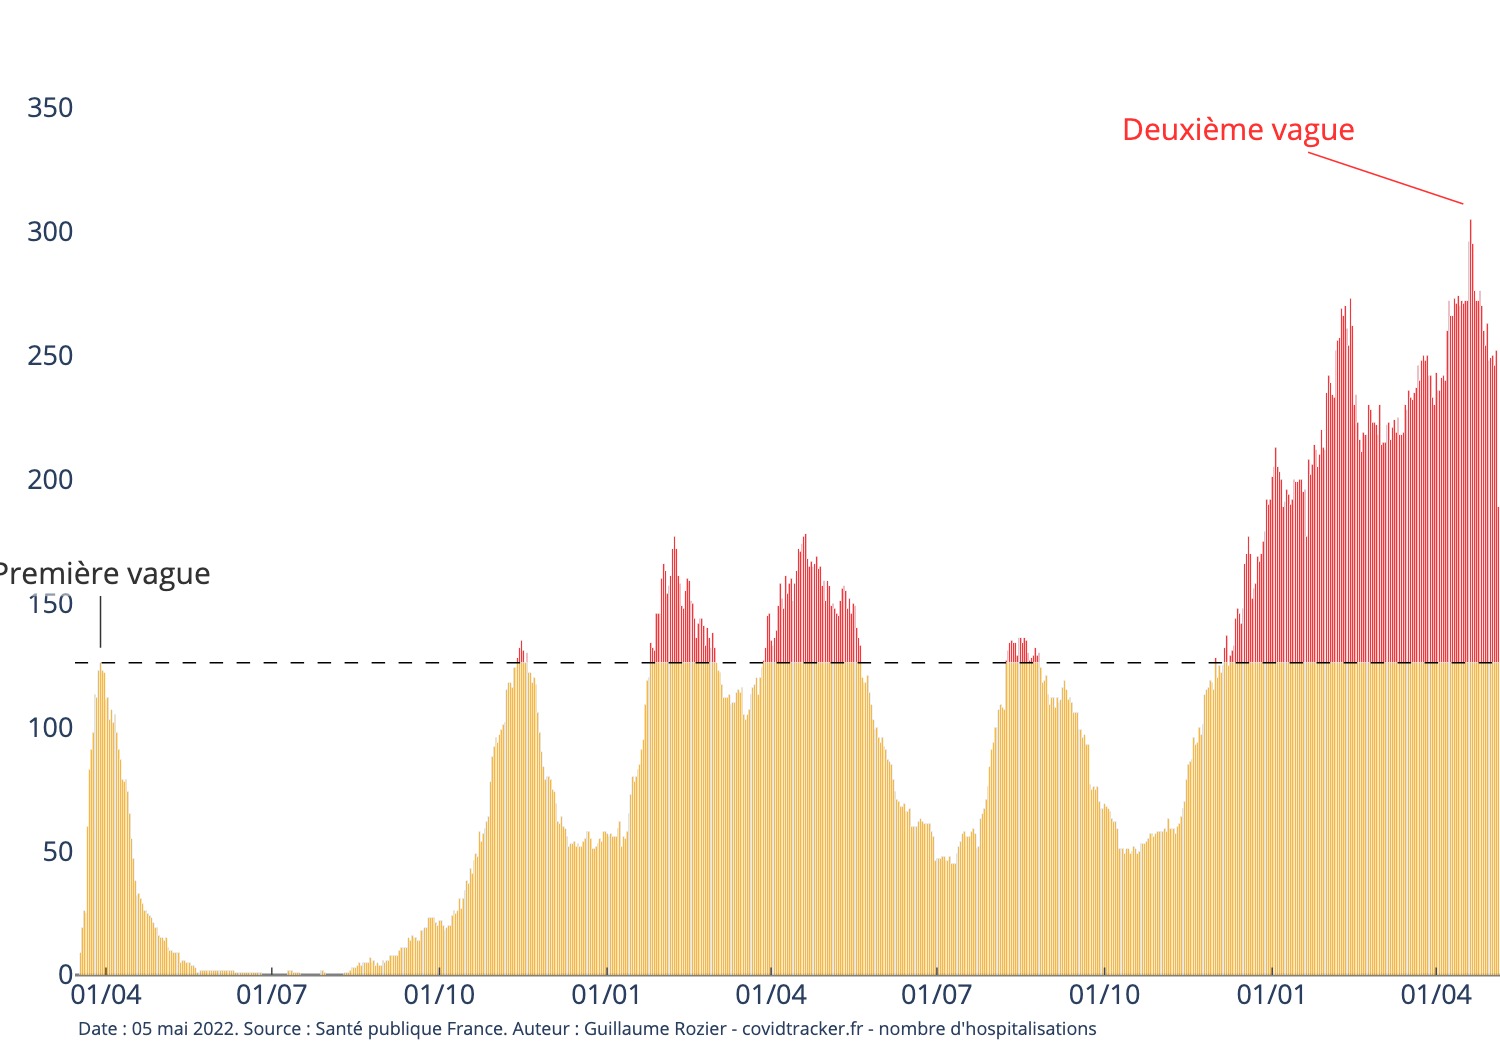 350
Deuxième vague
300
250
200
Première vague
150
100
50
0
01/04 01/07 01/10 01/01 01/04 01/07 01/10 01/01 01/04
Date : 05 mai 2022. Source : Santé publique France. Auteur : Guillaume Rozier - covidtracker.fr - nombre d'hospitalisations